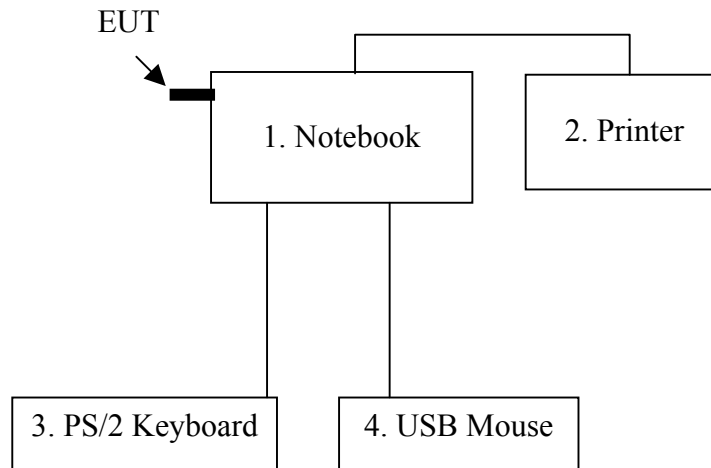 EUT
1. Notebook
2. Printer
3. PS/2 Keyboard
4. USB Mouse